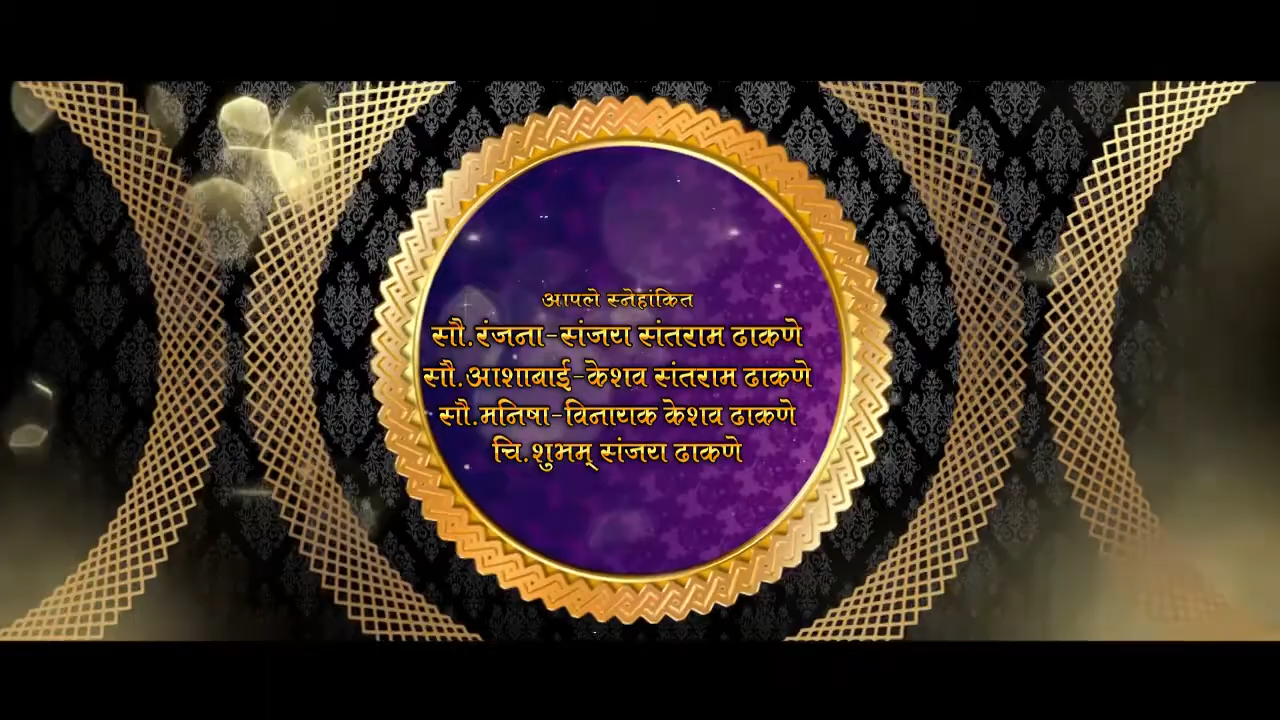 आपले स्नेहांकित
सौ.रंजना-संजय संतराम ढाकणे
सौ.आशाबाई-केशव संतराम ढाकणे
सौ.मनिषा-विनायक केशव ढाकणे
चि.शुभम् संजय ढाकणे